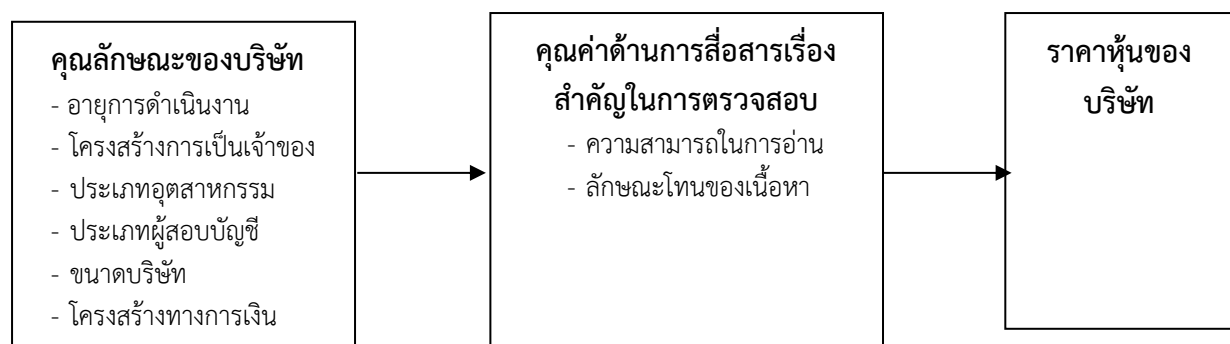 คุณลักษณะของบริษัท
- อายุการดำเนินงาน
- โครงสร้างการเป็นเจ้าของ
- ประเภทอุตสาหกรรม
- ประเภทผู้สอบบัญชี
- ขนาดบริษัท
- โครงสร้างทางการเงิน
คุณค่าด้านการสื่อสารเรื่อง
สำคัญในการตรวจสอบ
- ความสามารถในการอ่าน
- ลักษณะโทนของเนื้อหา
ราคาหุ้นของ
บริษัท